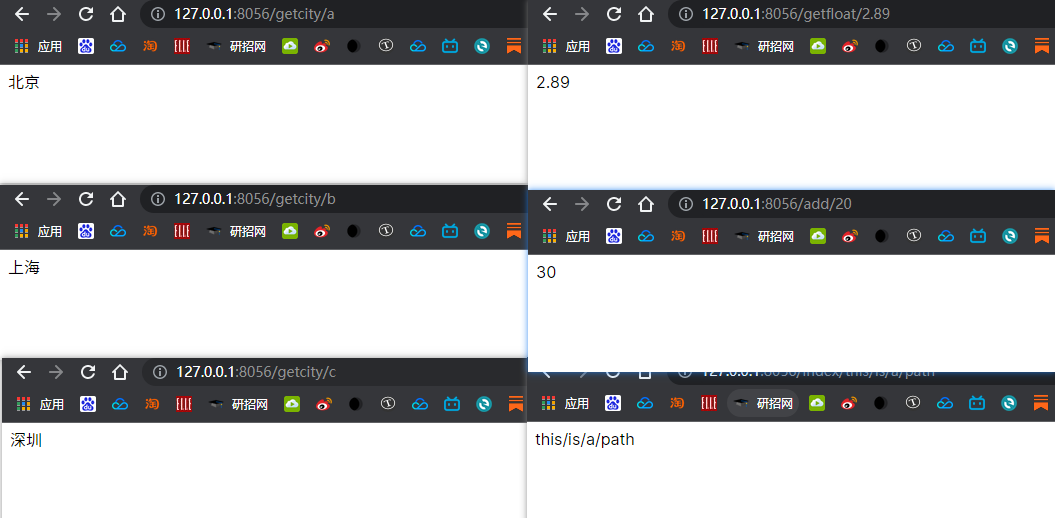 127.0.0.1:8056/getcity/a
应用 淘 研招网
北京
127.0.0.1:8056/getcity/b
应用 淘 研招网
上海
127.0.0.1:8056/getcity/c
应用 淘 研招网
深圳
127.0.0.1:8056/getfloat/2.89
应用 淘 研招网
2.89
127.0.0.1:8056/add/20
应用 淘 研招网
30
127.0.0.1:8056/index/this/is/a/path
应用 淘 研招网
this/is/a/path